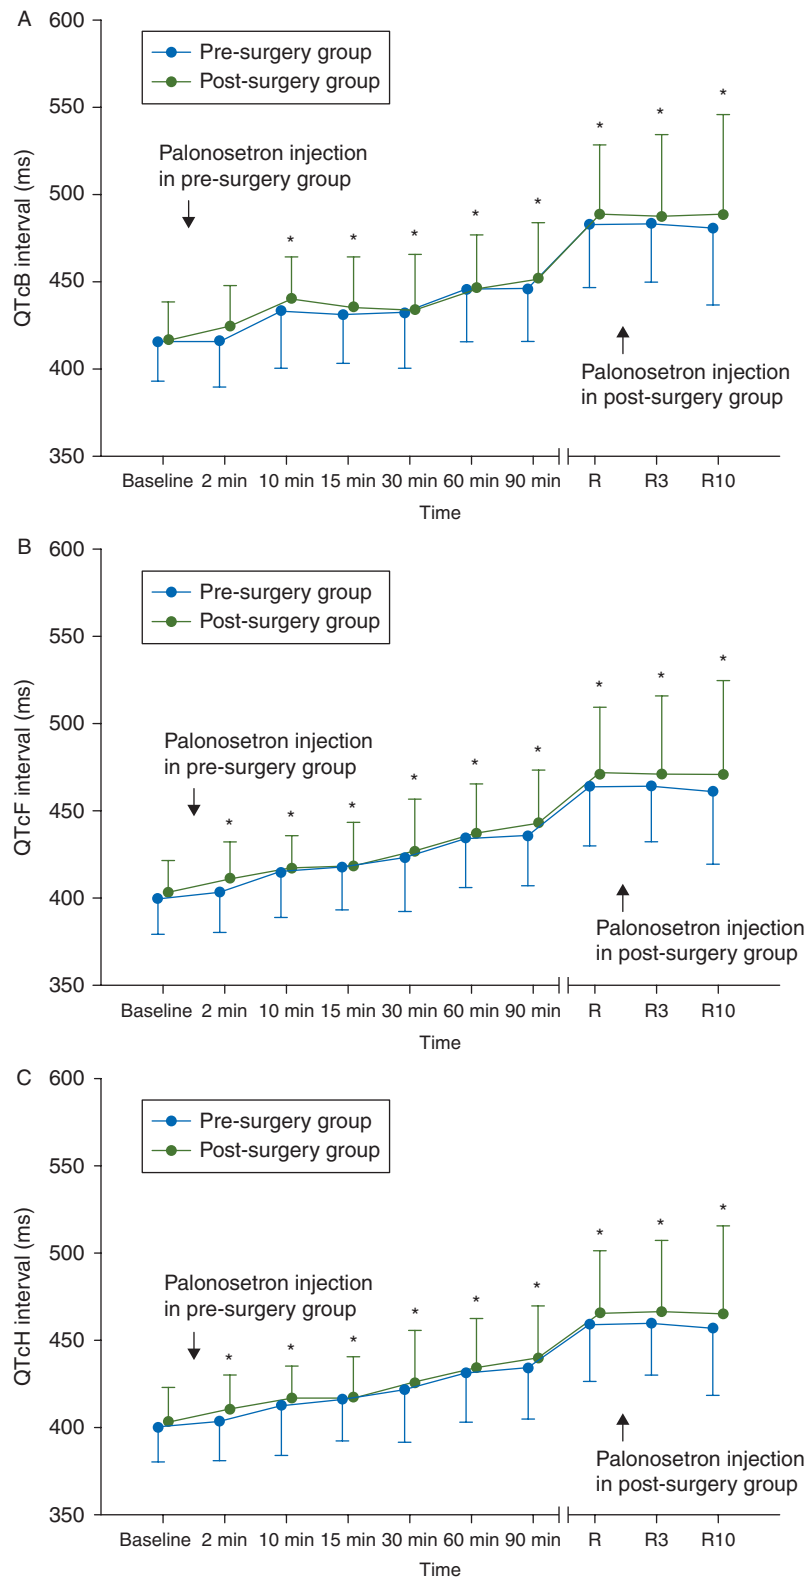 A
600
Pre-surgery group
Post-surgery group
550
*
*
*
Palonosetron injection
in pre-surgery group
500
*
*
*
*
*
450
400
Palonosetron injection
in post-surgery group
350
QTcB interval (ms)
Baseline 2 min 10 min 15 min 30 min 60 min 90 min R R3 R10
Time
B
600
Pre-surgery group
Post-surgery group
550
*
*
*
500
Palonosetron injection
in pre-surgery group
*
*
*
*
*
*
450
400
Palonosetron injection
in post-surgery group
350
QTcF interval (ms)
Baseline 2 min 10 min 15 min 30 min 60 min 90 min R R3 R10
Time
C
600
Pre-surgery group
Post-surgery group
550
*
*
*
500
Palonosetron injection
in pre-surgery group
*
*
*
*
*
*
450
400
Palonosetron injection
in post-surgery group
350
QTcH interval (ms)
Baseline 2 min 10 min 15 min 30 min 60 min 90 min R R3 R10
Time